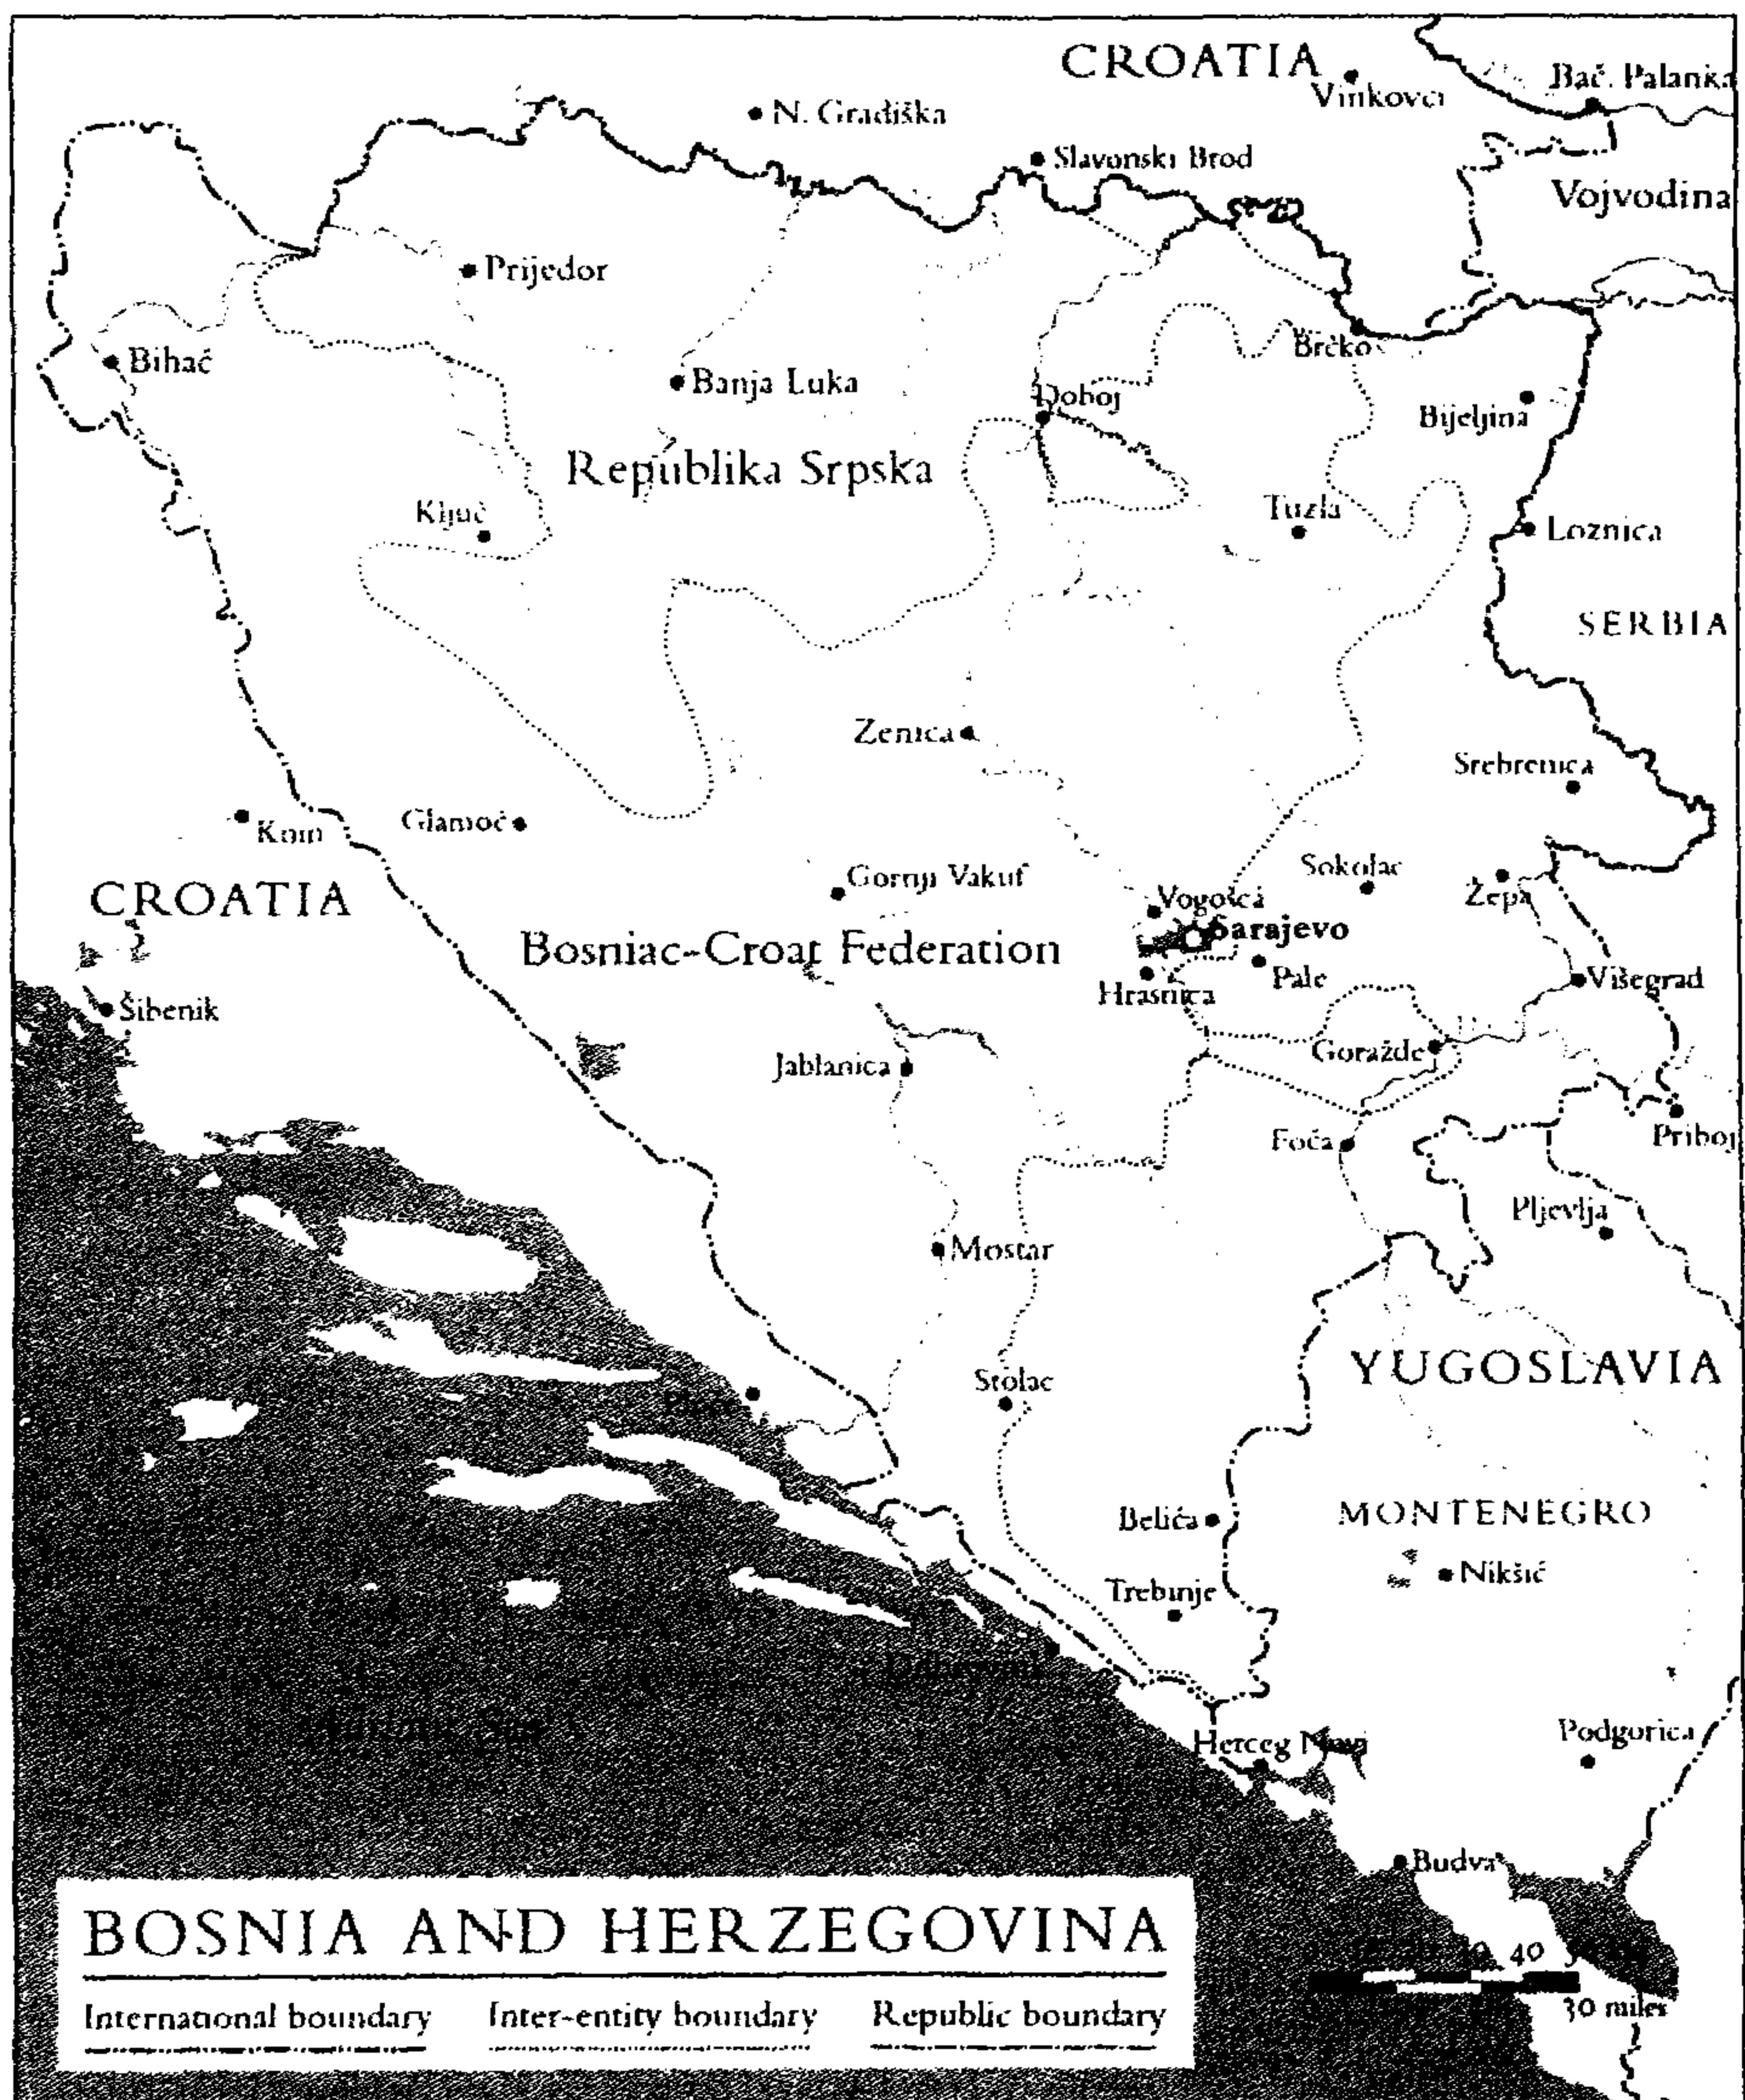 CROATIA
Vinkovci
Bač. Palanka
N. Gradiška
Slavonski Brod
Vojvodina
Prijedor
Brčko
Bihać
Banja Luka
Doboj
Bijeljina
Republika Srpska
Ključ
Tuzla
Loznica
SERBIA
Zenica
Srebrenica
Knin
Glamoč
Sokolac
Gornji Vakuf
Žepa
CROATIA
Vogošća
Sarajevo
Bosniac-Croat Federation
Pale
Višegrad
Hrasnica
Šibenik
Goražde
Jablanica
Priboj
Foča
Pljevlja
Mostar
YUGOSLAVIA
Stolac
MONTENEGRO
Belića
Nikšić
Trebinje
Podgorica
Herceg Novi
Budva
BOSNIA AND HERZEGOVINA
40
30 miles
International boundary Inter-entity boundary Republic boundary